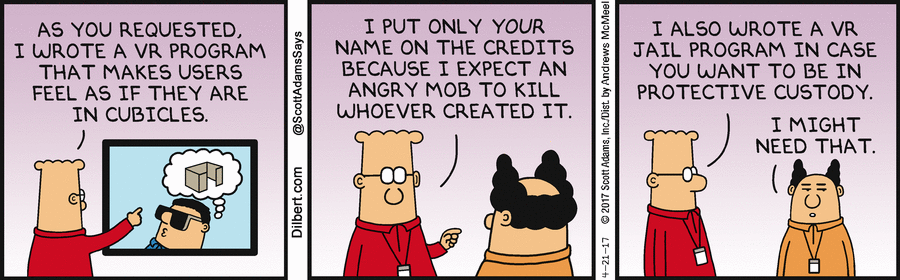 AS YOU REQUESTED,
I WROTE A VR PROGRAM
THAT MAKES USERS
FEEL AS IF THEY ARE
IN CUBICLES.
Dilbert.com @ScottAdamsSays
I PUT ONLY YOUR
NAME ON THE CREDITS
BECAUSE I EXPECT AN
ANGRY MOB TO KILL
WHOEVER CREATED IT.
4-21-17 © 2017 Scott Adams, Inc./Dist. by Andrews McMeel
I ALSO WROTE A VR
JAIL PROGRAM IN CASE
YOU WANT TO BE IN
PROTECTIVE CUSTODY.
I MIGHT
NEED THAT.